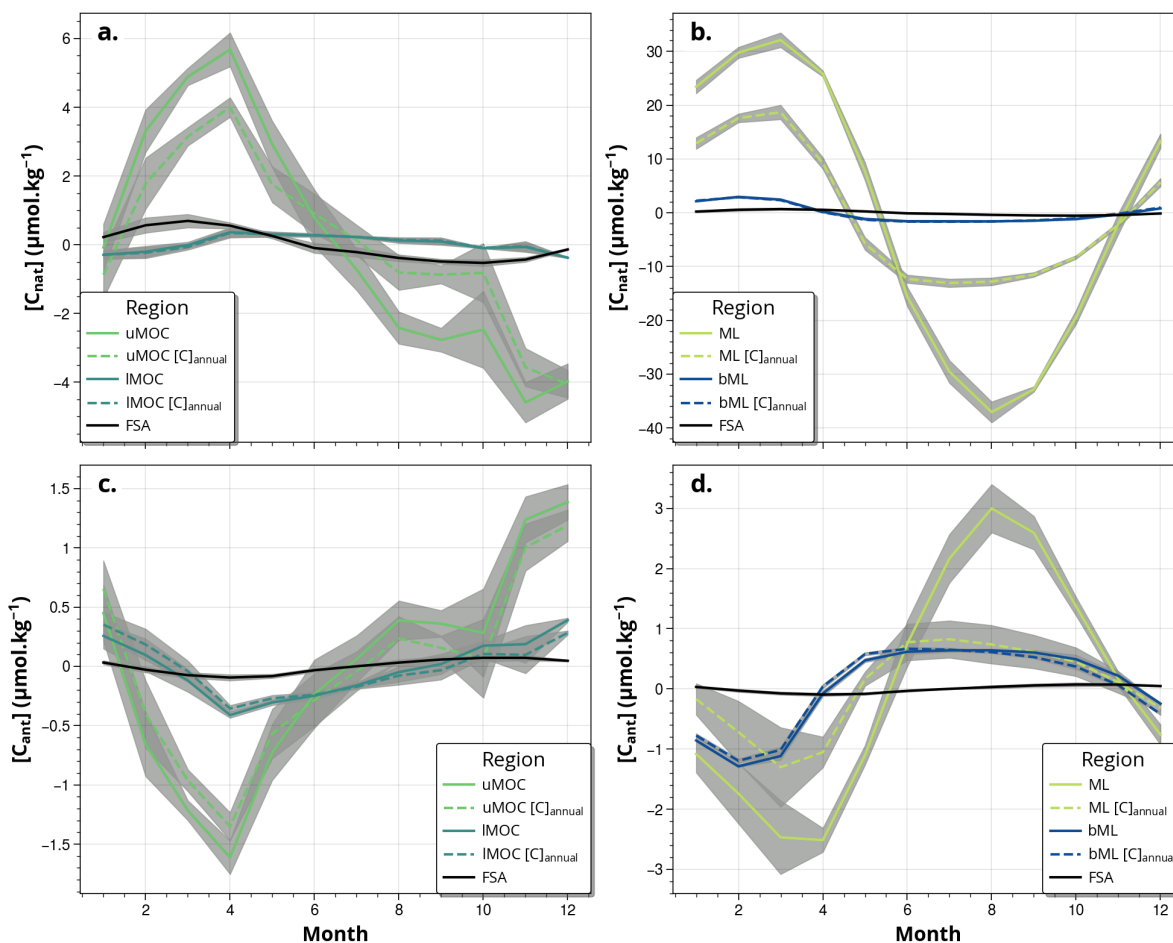 a.
6
4
2
0
−2
−4
[Cnat] (µmol.kg⁻¹)
Region
uMOC
uMOC [C]annual
lMOC
lMOC [C]annual
FSA
b.
30
20
10
0
−10
−20
−30
−40
[Cnat] (µmol.kg⁻¹)
Region
ML
ML [C]annual
bML
bML [C]annual
FSA
c.
1.5
1
0.5
0
−0.5
−1
−1.5
[Cant] (µmol.kg⁻¹)
Region
uMOC
uMOC [C]annual
lMOC
lMOC [C]annual
FSA
2 4 6 8 10 12
Month
d.
3
2
1
0
−1
−2
−3
[Cant] (µmol.kg⁻¹)
Region
ML
ML [C]annual
bML
bML [C]annual
FSA
2 4 6 8 10 12
Month